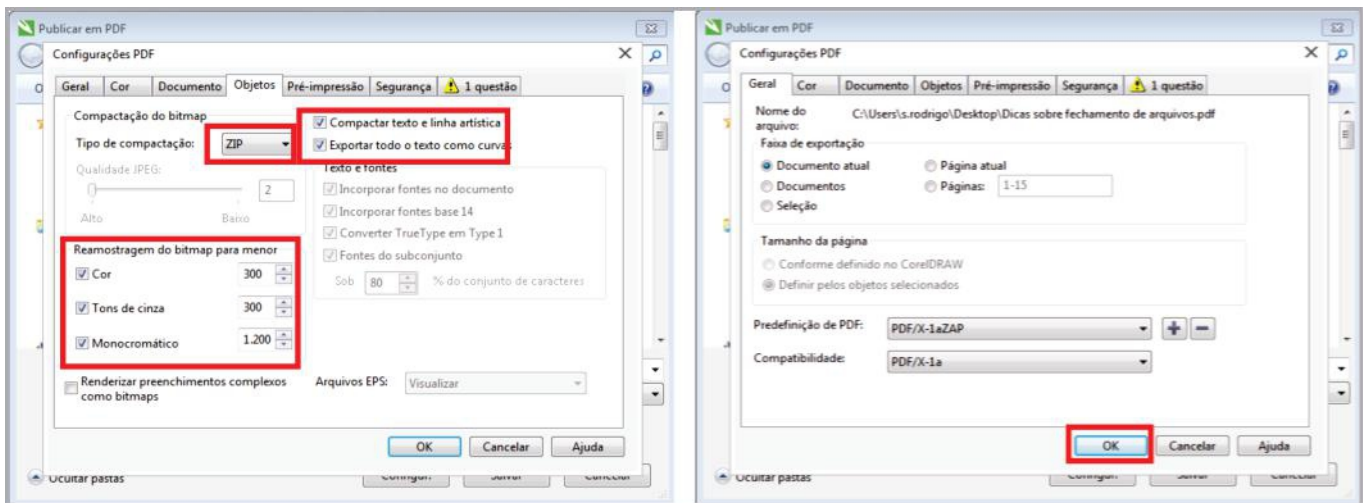 Publicar em PDF
Configurações PDF
Geral Cor Documento Objetos Pré-impressão Segurança 1 questão
Compactação do bitmap
Tipo de compactação: ZIP
Qualidade JPEG:
2
Alto Baixo
Compactar texto e linha artística
Exportar todo o texto como curvas
Texto e fontes
Incorporar fontes no documento
Incorporar fontes base 14
Converter TrueType em Type 1
Fontes do subconjunto
Sob 80 % do conjunto de caracteres
Reamostragem do bitmap para menor
Cor 300
Tons de cinza 300
Monocromático 1.200
Renderizar preenchimentos complexos
como bitmaps
Arquivos EPS: Visualizar
OK Cancelar Ajuda
Ocultar pastas Configur. Salvar Cancelar
Publicar em PDF
Configurações PDF
Geral Cor Documento Objetos Pré-impressão Segurança 1 questão
Nome do
arquivo:
C:\Users\s.rodrigo\Desktop\Dicas sobre fechamento de arquivos.pdf
Faixa de exportação
Documento atual Página atual
Documentos Páginas: 1-15
Seleção
Tamanho da página
Conforme definido no CorelDRAW
Definir pelos objetos selecionados
Predefinição de PDF: PDF/X-1aZAP
Compatibilidade: PDF/X-1a
OK Cancelar Ajuda
Ocultar pastas Configur. Salvar Cancelar